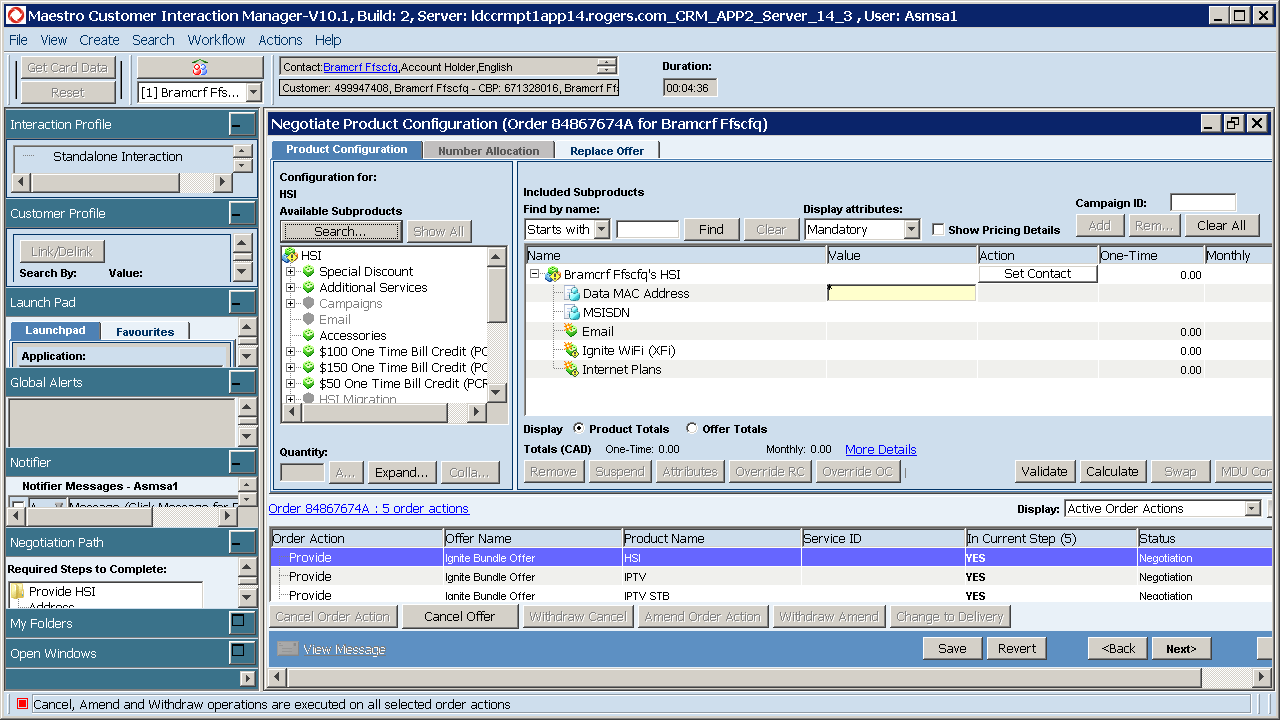 Maestro Customer Interaction Manager-V10.1, Build: 2, Server: ldccrmpt1app14.rogers.com_CRM_APP2_Server_14_3 , User: Asmsa1
File View Create Search Workflow Actions Help
Get Card Data
Reset
[1] Bramcrf Ffs...
Contact:Bramcrf Ffscfq,Account Holder,English
Customer: 499947408, Bramcrf Ffscfq - CBP: 671328016, Bramcrf Ff
Duration:
00:04:36
Interaction Profile
Standalone Interaction
Customer Profile
Link/Delink
Search By: Value:
Launch Pad
Launchpad Favourites
Application:
Global Alerts
Notifier
Notifier Messages - Asmsa1
Negotiation Path
Required Steps to Complete:
Provide HSI
Address
My Folders
Open Windows
Negotiate Product Configuration (Order 84867674A for Bramcrf Ffscfq)
Product Configuration Number Allocation Replace Offer
Configuration for:
HSI
Available Subproducts
Search... Show All
HSI
Special Discount
Additional Services
Campaigns
Email
Accessories
$100 One Time Bill Credit (PC
$150 One Time Bill Credit (PC
$50 One Time Bill Credit (PCR
HSI Migration
Quantity:
A... Expand... Colla...
Included Subproducts
Find by name:
Starts with Find Clear
Display attributes:
Mandatory
Show Pricing Details
Campaign ID:
Add Rem... Clear All
Name Value Action One-Time Monthly
Bramcrf Ffscfq's HSI Set Contact 0.00
Data MAC Address
MSISDN
Email 0.00
Ignite WiFi (XFi) 0.00
Internet Plans 0.00
Display Product Totals Offer Totals
Totals (CAD) One-Time: 0.00 Monthly: 0.00 More Details
Remove Suspend Attributes Override RC Override OC Validate Calculate Swap MDU Con
Order 84867674A : 5 order actions
Display: Active Order Actions
Order Action Offer Name Product Name Service ID In Current Step (5) Status
Provide Ignite Bundle Offer HSI YES Negotiation
Provide Ignite Bundle Offer IPTV YES Negotiation
Provide Ignite Bundle Offer IPTV STB YES Negotiation
Cancel Order Action Cancel Offer Withdraw Cancel Amend Order Action Withdraw Amend Change to Delivery
View Message
Save Revert <Back Next>
Cancel, Amend and Withdraw operations are executed on all selected order actions